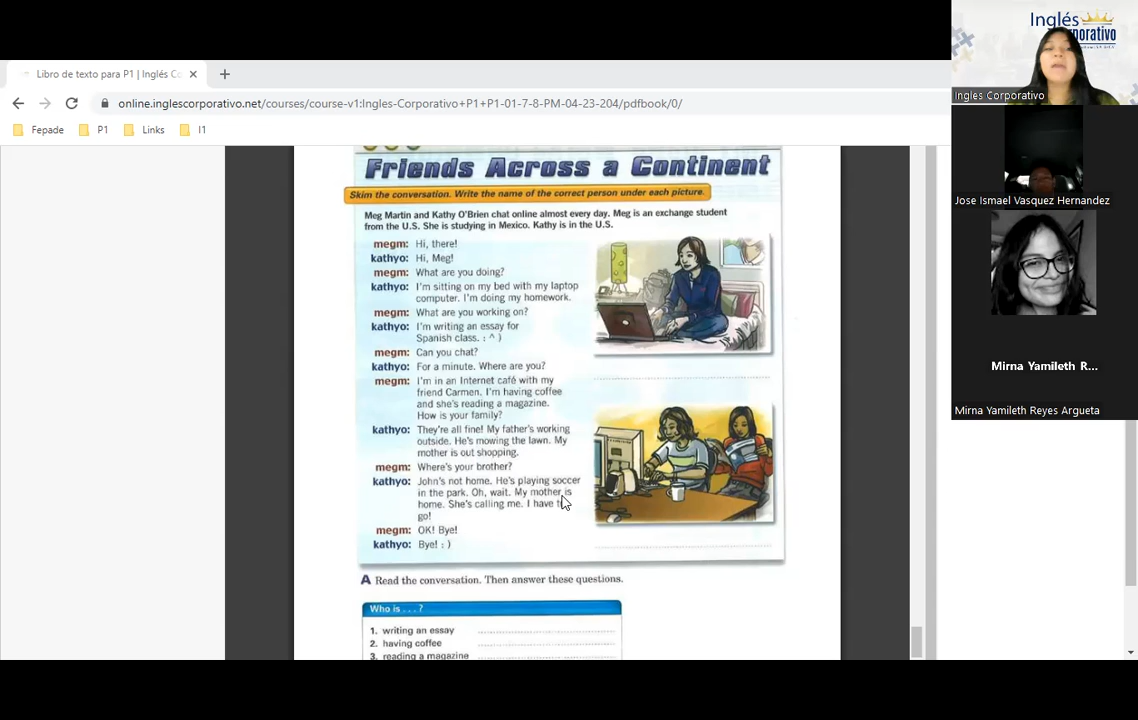 Libro de texto para P1 | Inglés Co
online.inglescorporativo.net/courses/course-v1:Ingles-Corporativo+P1+P1-01-7-8-PM-04-23-204/pdfbook/0/
Fepade
P1
Links
I1
Friends Across a Continent
Skim the conversation. Write the name of the correct person under each picture.
Meg Martin and Kathy O'Brien chat online almost every day. Meg is an exchange student
from the U.S. She is studying in Mexico. Kathy is in the U.S.
megm: Hi, there!
kathyo: Hi, Meg!
megm: What are you doing?
kathyo: I'm sitting on my bed with my laptop
computer. I'm doing my homework.
megm: What are you working on?
kathyo: I'm writing an essay for
Spanish class. : ^ )
megm: Can you chat?
kathyo: For a minute. Where are you?
megm: I'm in an Internet café with my
friend Carmen. I'm having coffee
and she's reading a magazine.
How is your family?
kathyo: They're all fine! My father's working
outside. He's mowing the lawn. My
mother is out shopping.
megm: Where's your brother?
kathyo: John's not home. He's playing soccer
in the park. Oh, wait. My mother is
home. She's calling me. I have to
go!
megm: OK! Bye!
kathyo: Bye! : )
A Read the conversation. Then answer these questions.
Who is . . . ?
1. writing an essay
2. having coffee
3. reading a magazine
Inglés
Ingles Corporativo
Jose Ismael Vasquez Hernandez
Mirna Yamileth R...
Mirna Yamileth Reyes Argueta